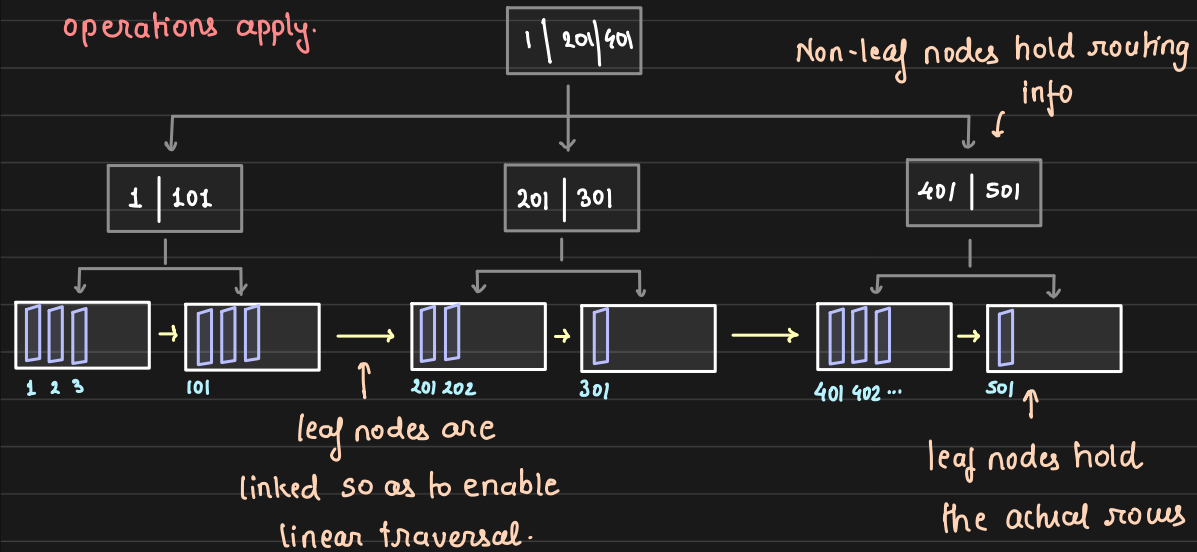 operations apply.
1 | 201 | 401
Non-leaf nodes hold routing
info
1 | 101
201 | 301
401 | 501
1 2 3
101
201 202
301
401 402 ...
501
leaf nodes are
linked so as to enable
linear traversal.
leaf nodes hold
the actual rows